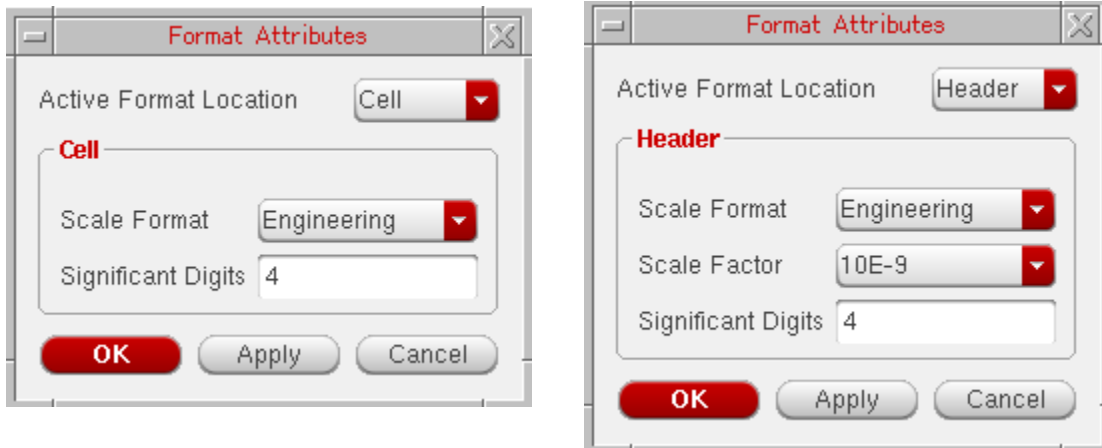 Format Attributes
Active Format Location Cell
Cell
Scale Format Engineering
Significant Digits 4
OK Apply Cancel
Format Attributes
Active Format Location Header
Header
Scale Format Engineering
Scale Factor 10E-9
Significant Digits 4
OK Apply Cancel